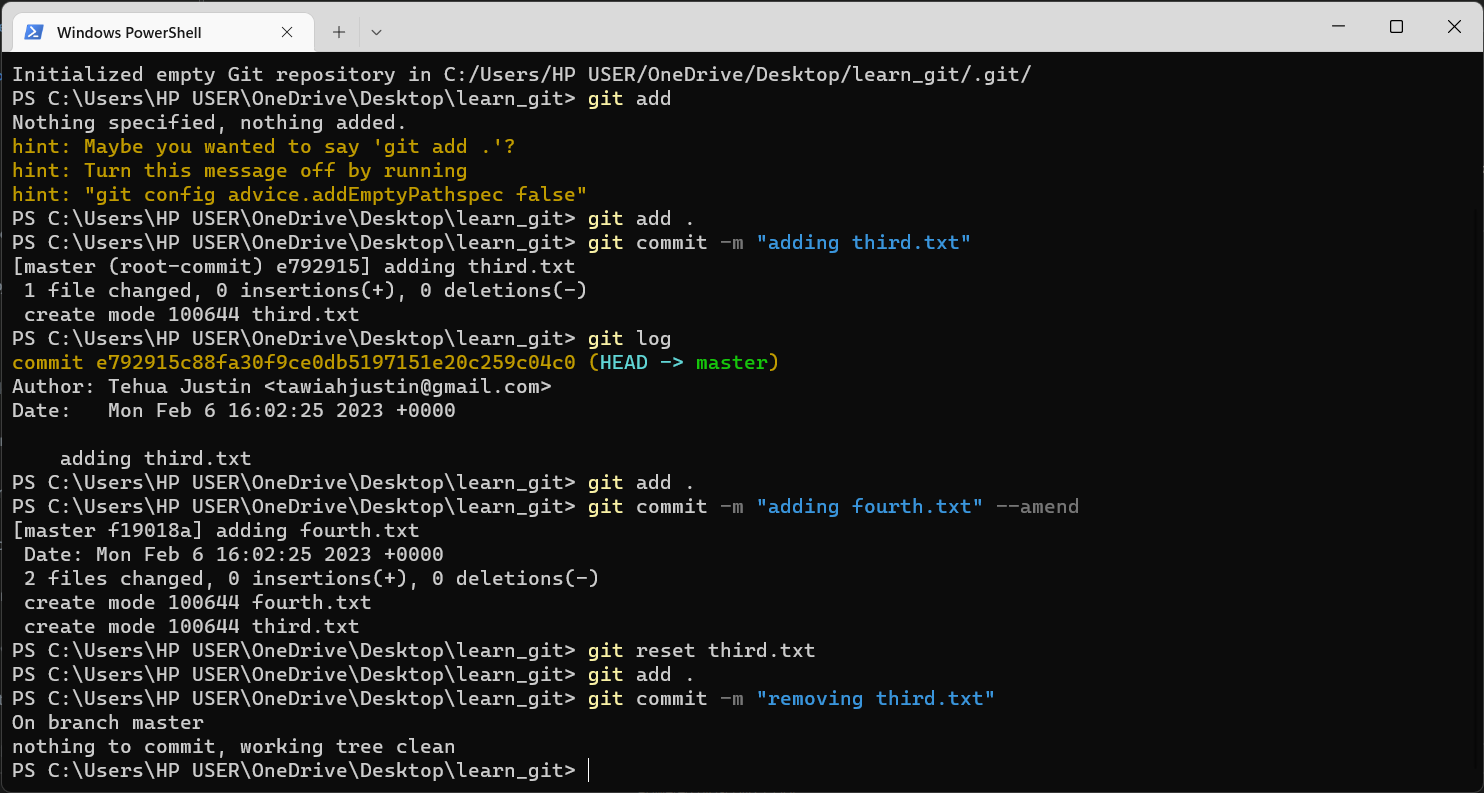 Windows PowerShell
Initialized empty Git repository in C:/Users/HP USER/OneDrive/Desktop/learn_git/.git/
PS C:\Users\HP USER\OneDrive\Desktop\learn_git> git add
Nothing specified, nothing added.
hint: Maybe you wanted to say 'git add .'?
hint: Turn this message off by running
hint: "git config advice.addEmptyPathspec false"
PS C:\Users\HP USER\OneDrive\Desktop\learn_git> git add .
PS C:\Users\HP USER\OneDrive\Desktop\learn_git> git commit -m "adding third.txt"
[master (root-commit) e792915] adding third.txt
 1 file changed, 0 insertions(+), 0 deletions(-)
 create mode 100644 third.txt
PS C:\Users\HP USER\OneDrive\Desktop\learn_git> git log
commit e792915c88fa30f9ce0db5197151e20c259c04c0 (HEAD -> master)
Author: Tehua Justin <tawiahjustin@gmail.com>
Date:   Mon Feb 6 16:02:25 2023 +0000
    adding third.txt
PS C:\Users\HP USER\OneDrive\Desktop\learn_git> git add .
PS C:\Users\HP USER\OneDrive\Desktop\learn_git> git commit -m "adding fourth.txt" --amend
[master f19018a] adding fourth.txt
 Date: Mon Feb 6 16:02:25 2023 +0000
 2 files changed, 0 insertions(+), 0 deletions(-)
 create mode 100644 fourth.txt
 create mode 100644 third.txt
PS C:\Users\HP USER\OneDrive\Desktop\learn_git> git reset third.txt
PS C:\Users\HP USER\OneDrive\Desktop\learn_git> git add .
PS C:\Users\HP USER\OneDrive\Desktop\learn_git> git commit -m "removing third.txt"
On branch master
nothing to commit, working tree clean
PS C:\Users\HP USER\OneDrive\Desktop\learn_git>